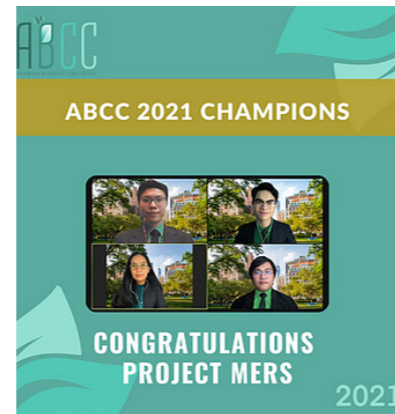 ABCC
ABCC 2021 CHAMPIONS
CONGRATULATIONS
PROJECT MERS
2021